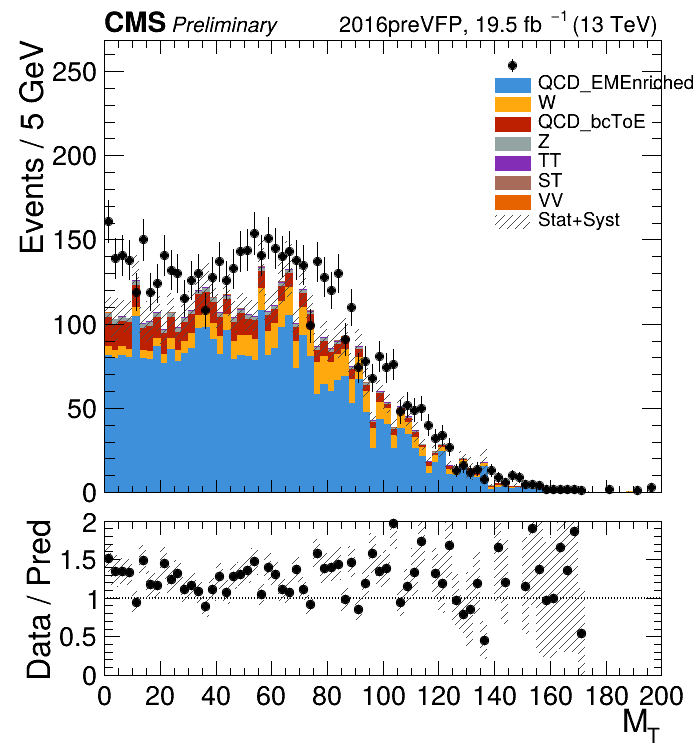 CMS Preliminary 2016preVFP, 19.5 fb⁻¹ (13 TeV)
Events / 5 GeV
250
200
150
100
50
0
QCD_EMEnriched
W
QCD_bcToE
Z
TT
ST
VV
Stat+Syst
Data / Pred
2
1.5
1
0.5
0
0 20 40 60 80 100 120 140 160 180 200
M_T